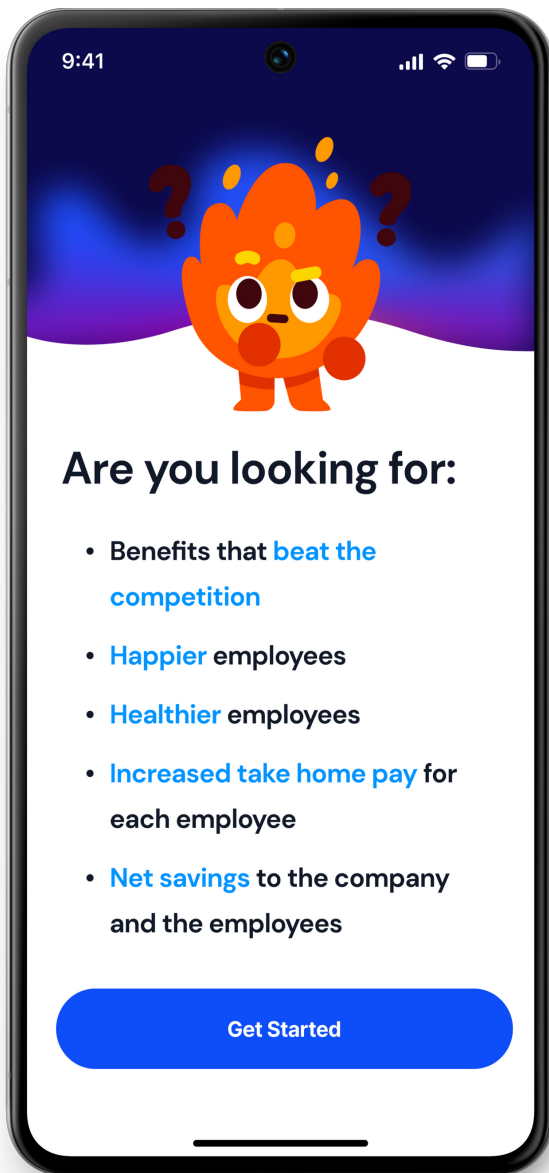 9:41
? ?
Are you looking for:
• Benefits that beat the
competition
• Happier employees
• Healthier employees
• Increased take home pay for
each employee
• Net savings to the company
and the employees
Get Started